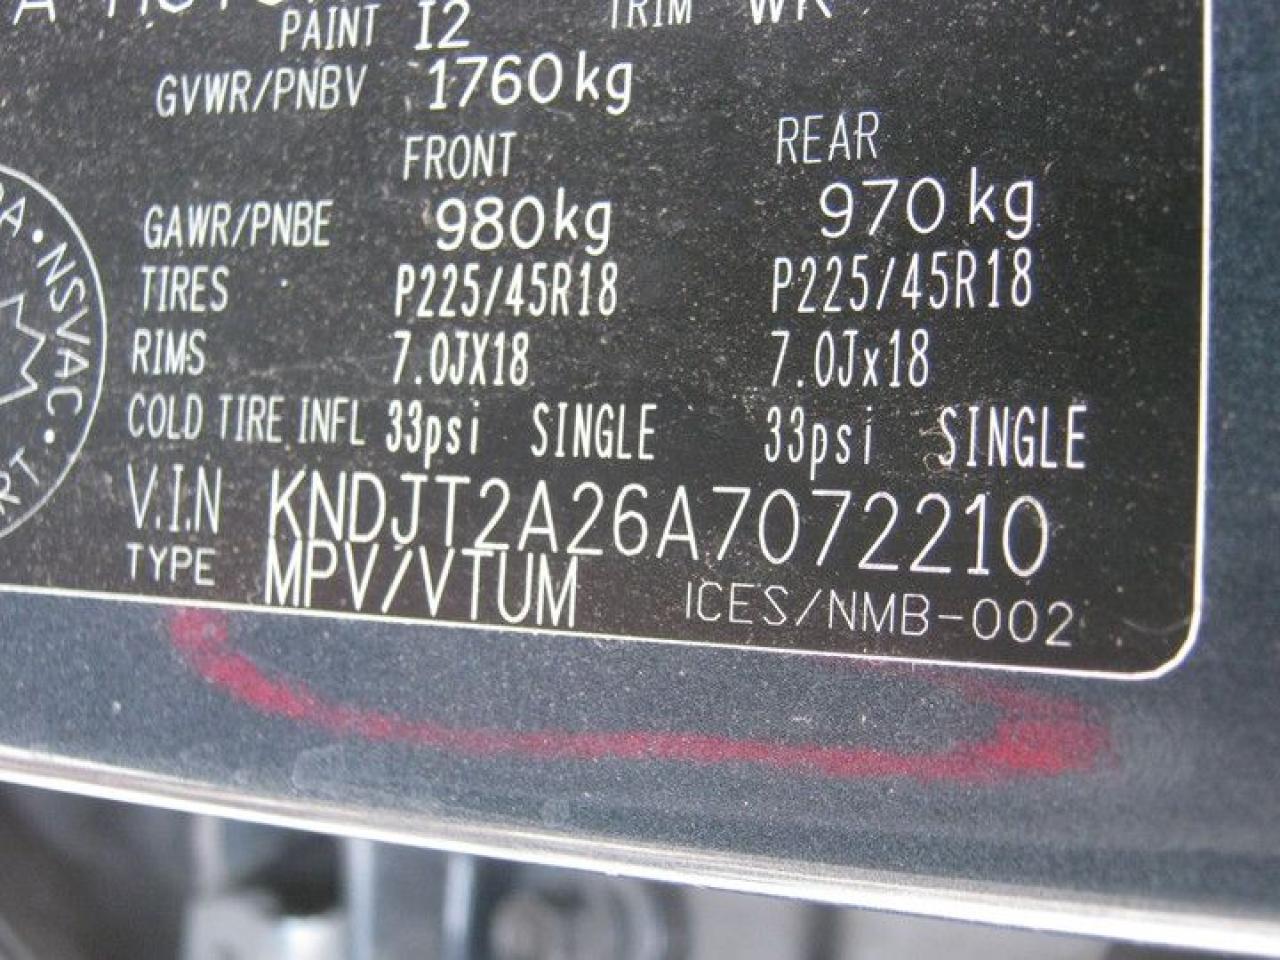 PAINT I2 TRIM WK
GVWR/PNBV 1760kg
FRONT REAR
GAWR/PNBE 980kg 970kg
TIRES P225/45R18 P225/45R18
RIMS 7.0JX18 7.0Jx18
COLD TIRE INFL 33psi SINGLE 33psi SINGLE
V.I.N KNDJT2A26A7072210
TYPE MPV/VTUM ICES/NMB-002
NSVAC